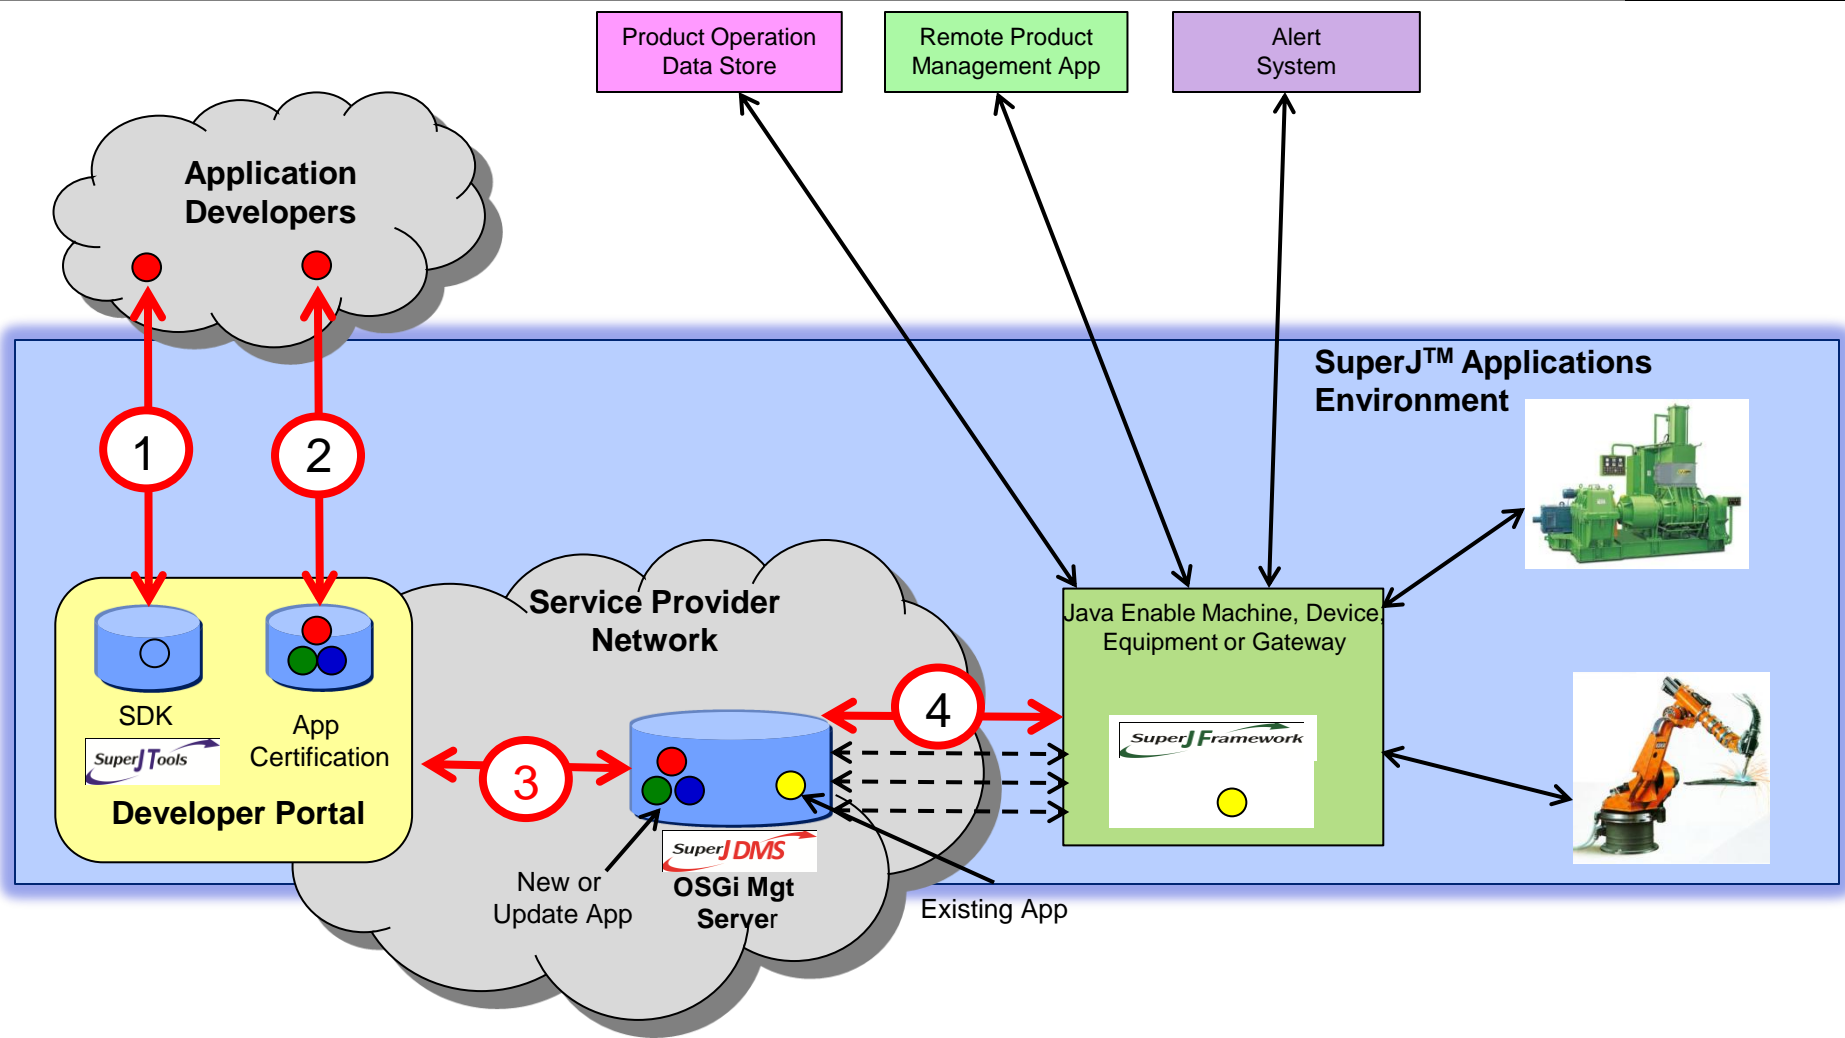 Product Operation
Data Store
Remote Product
Management App
Alert
System
Application
Developers
SuperJTM Applications
Environment
1
2
Service Provider
Network
Java Enable Machine, Device,
Equipment or Gateway
SDK
SuperJTools
App
Certification
Developer Portal
3
4
SuperJ Framework
SuperJ DMS
OSGi Mgt
Server
New or
Update App
Existing App